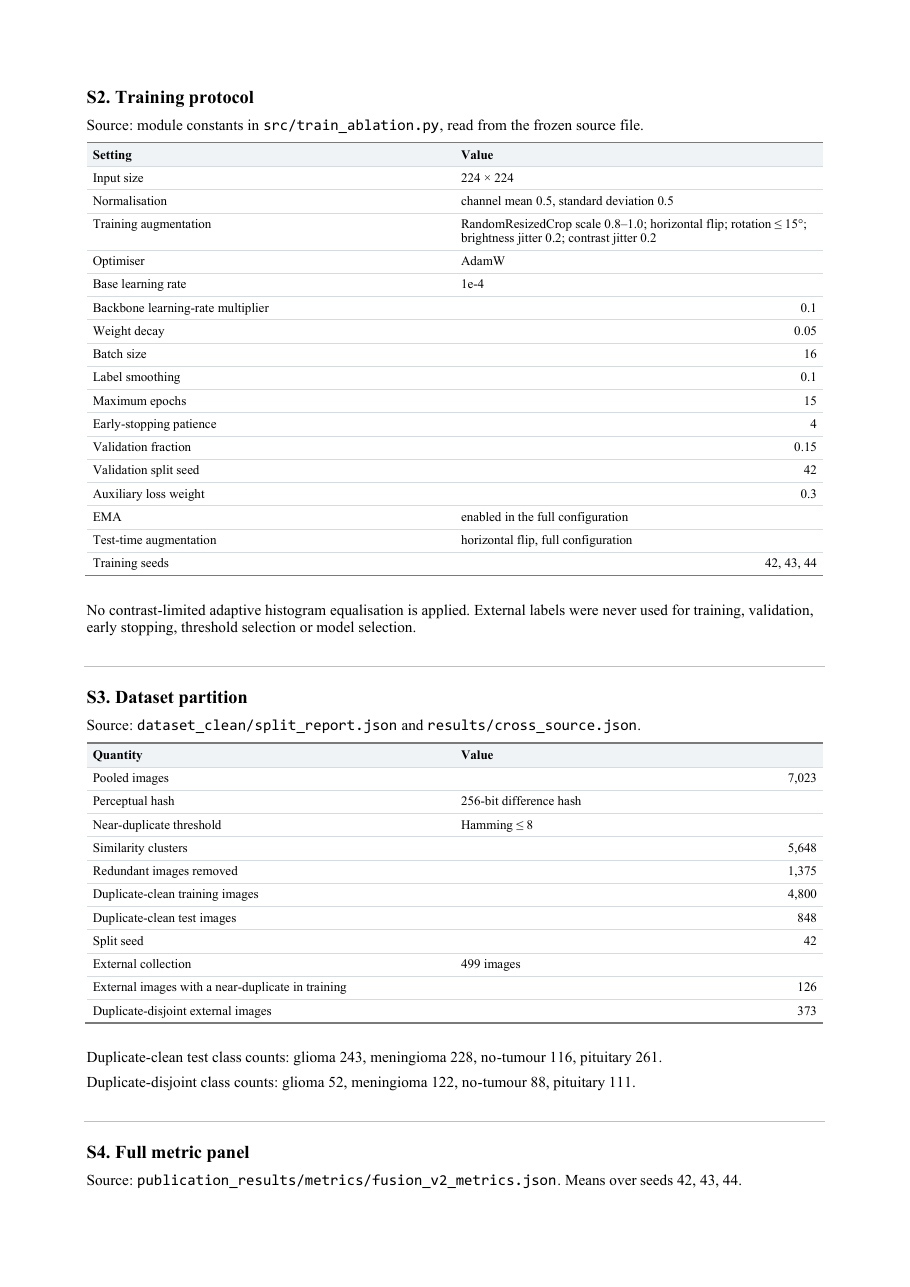 S2. Training protocol
Source: module constants in src/train_ablation.py, read from the frozen source file.
Setting Value
Input size 224 × 224
Normalisation channel mean 0.5, standard deviation 0.5
Training augmentation RandomResizedCrop scale 0.8–1.0; horizontal flip; rotation ≤ 15°;
brightness jitter 0.2; contrast jitter 0.2
Optimiser AdamW
Base learning rate 1e-4
Backbone learning-rate multiplier 0.1
Weight decay 0.05
Batch size 16
Label smoothing 0.1
Maximum epochs 15
Early-stopping patience 4
Validation fraction 0.15
Validation split seed 42
Auxiliary loss weight 0.3
EMA enabled in the full configuration
Test-time augmentation horizontal flip, full configuration
Training seeds 42, 43, 44
No contrast-limited adaptive histogram equalisation is applied. External labels were never used for training, validation,
early stopping, threshold selection or model selection.
S3. Dataset partition
Source: dataset_clean/split_report.json and results/cross_source.json.
Quantity Value
Pooled images 7,023
Perceptual hash 256-bit difference hash
Near-duplicate threshold Hamming ≤ 8
Similarity clusters 5,648
Redundant images removed 1,375
Duplicate-clean training images 4,800
Duplicate-clean test images 848
Split seed 42
External collection 499 images
External images with a near-duplicate in training 126
Duplicate-disjoint external images 373
Duplicate-clean test class counts: glioma 243, meningioma 228, no-tumour 116, pituitary 261.
Duplicate-disjoint class counts: glioma 52, meningioma 122, no-tumour 88, pituitary 111.
S4. Full metric panel
Source: publication_results/metrics/fusion_v2_metrics.json. Means over seeds 42, 43, 44.